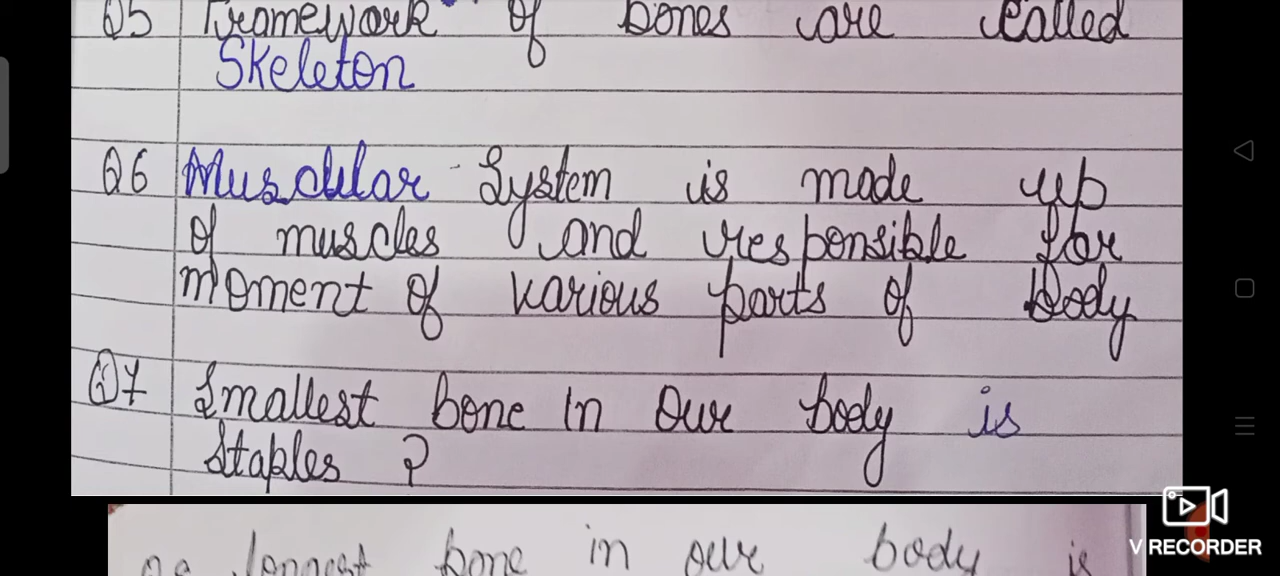 Q5 Framework of bones are called
Skeleton
Q6 Muscular System is made up
of muscles and responsible for
moment of various parts of body
Q7 Smallest bone In our body is
Staples ?
longest bone in our body is
V RECORDER